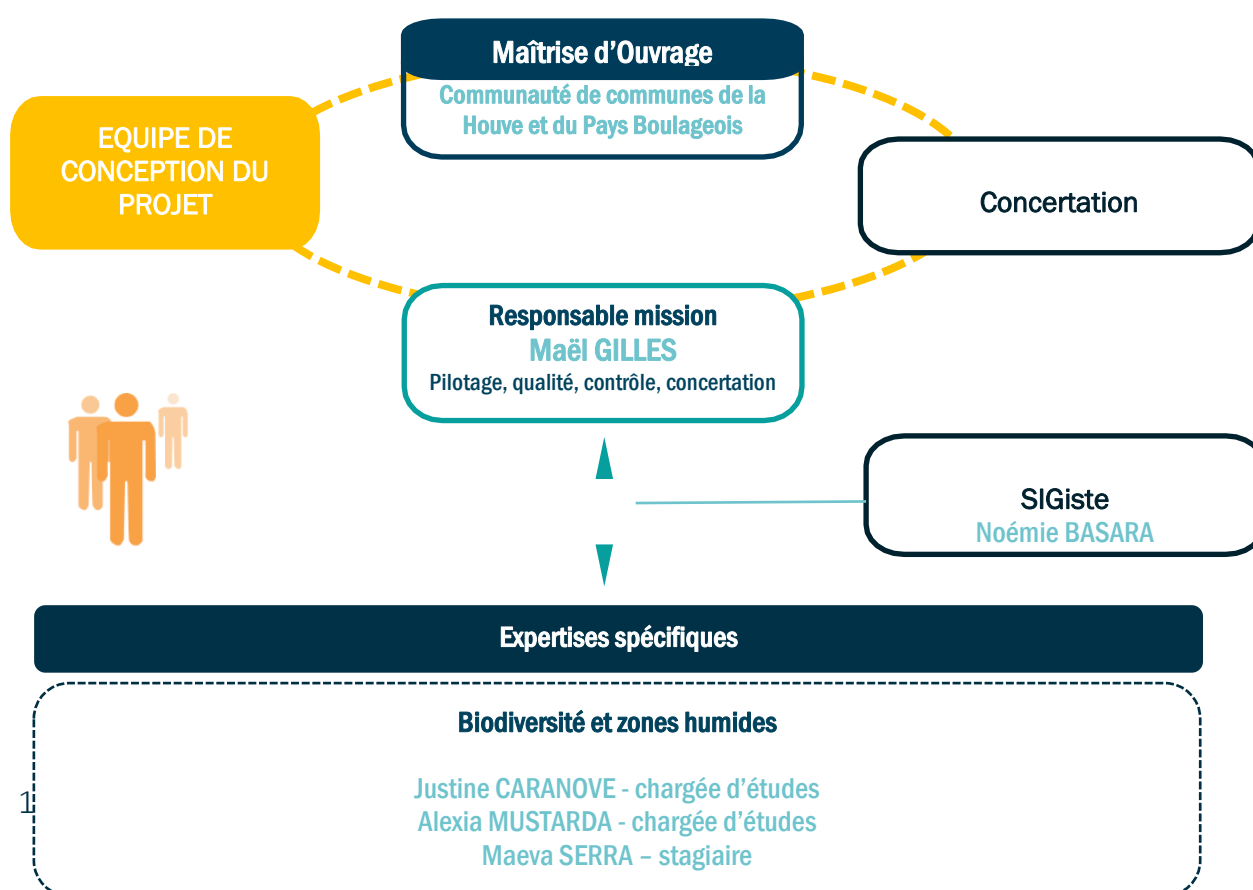 Maîtrise d'Ouvrage
Communauté de communes de la
Houve et du Pays Boulageois
EQUIPE DE
CONCEPTION DU
PROJET
Concertation
Responsable mission
Maël GILLES
Pilotage, qualité, contrôle, concertation
SIGiste
Noémie BASARA
Expertises spécifiques
Biodiversité et zones humides
Justine CARANOVE - chargée d'études
Alexia MUSTARDA - chargée d'études
Maeva SERRA – stagiaire
1